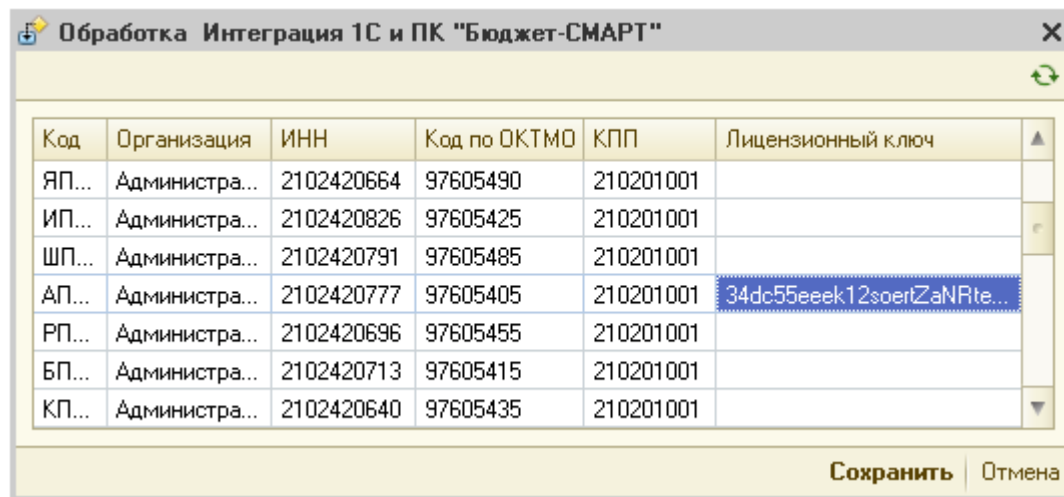 Обработка Интеграция 1С и ПК "Бюджет-СМАРТ"
Код Организация ИНН Код по ОКТМО КПП Лицензионный ключ
ЯП... Администра... 2102420664 97605490 210201001
ИП... Администра... 2102420826 97605425 210201001
ШП... Администра... 2102420791 97605485 210201001
АП... Администра... 2102420777 97605405 210201001 34dc55eeek12soertZaNRte...
РП... Администра... 2102420696 97605455 210201001
БП... Администра... 2102420713 97605415 210201001
КП... Администра... 2102420640 97605435 210201001
Сохранить Отмена